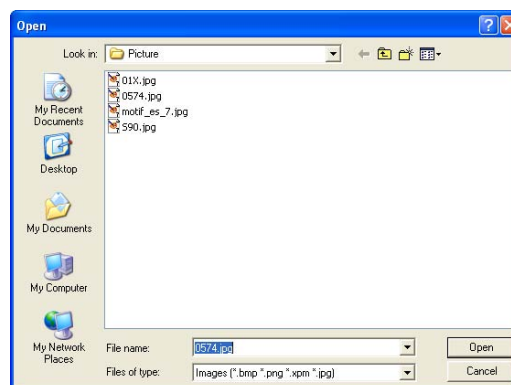 Open
Look in: Picture
My Recent
Documents
Desktop
My Documents
My Computer
My Network
Places
01X.jpg
0574.jpg
motif_es_7.jpg
S90.jpg
File name: 0574.jpg Open
Files of type: Images (*.bmp *.png *.xpm *.jpg) Cancel